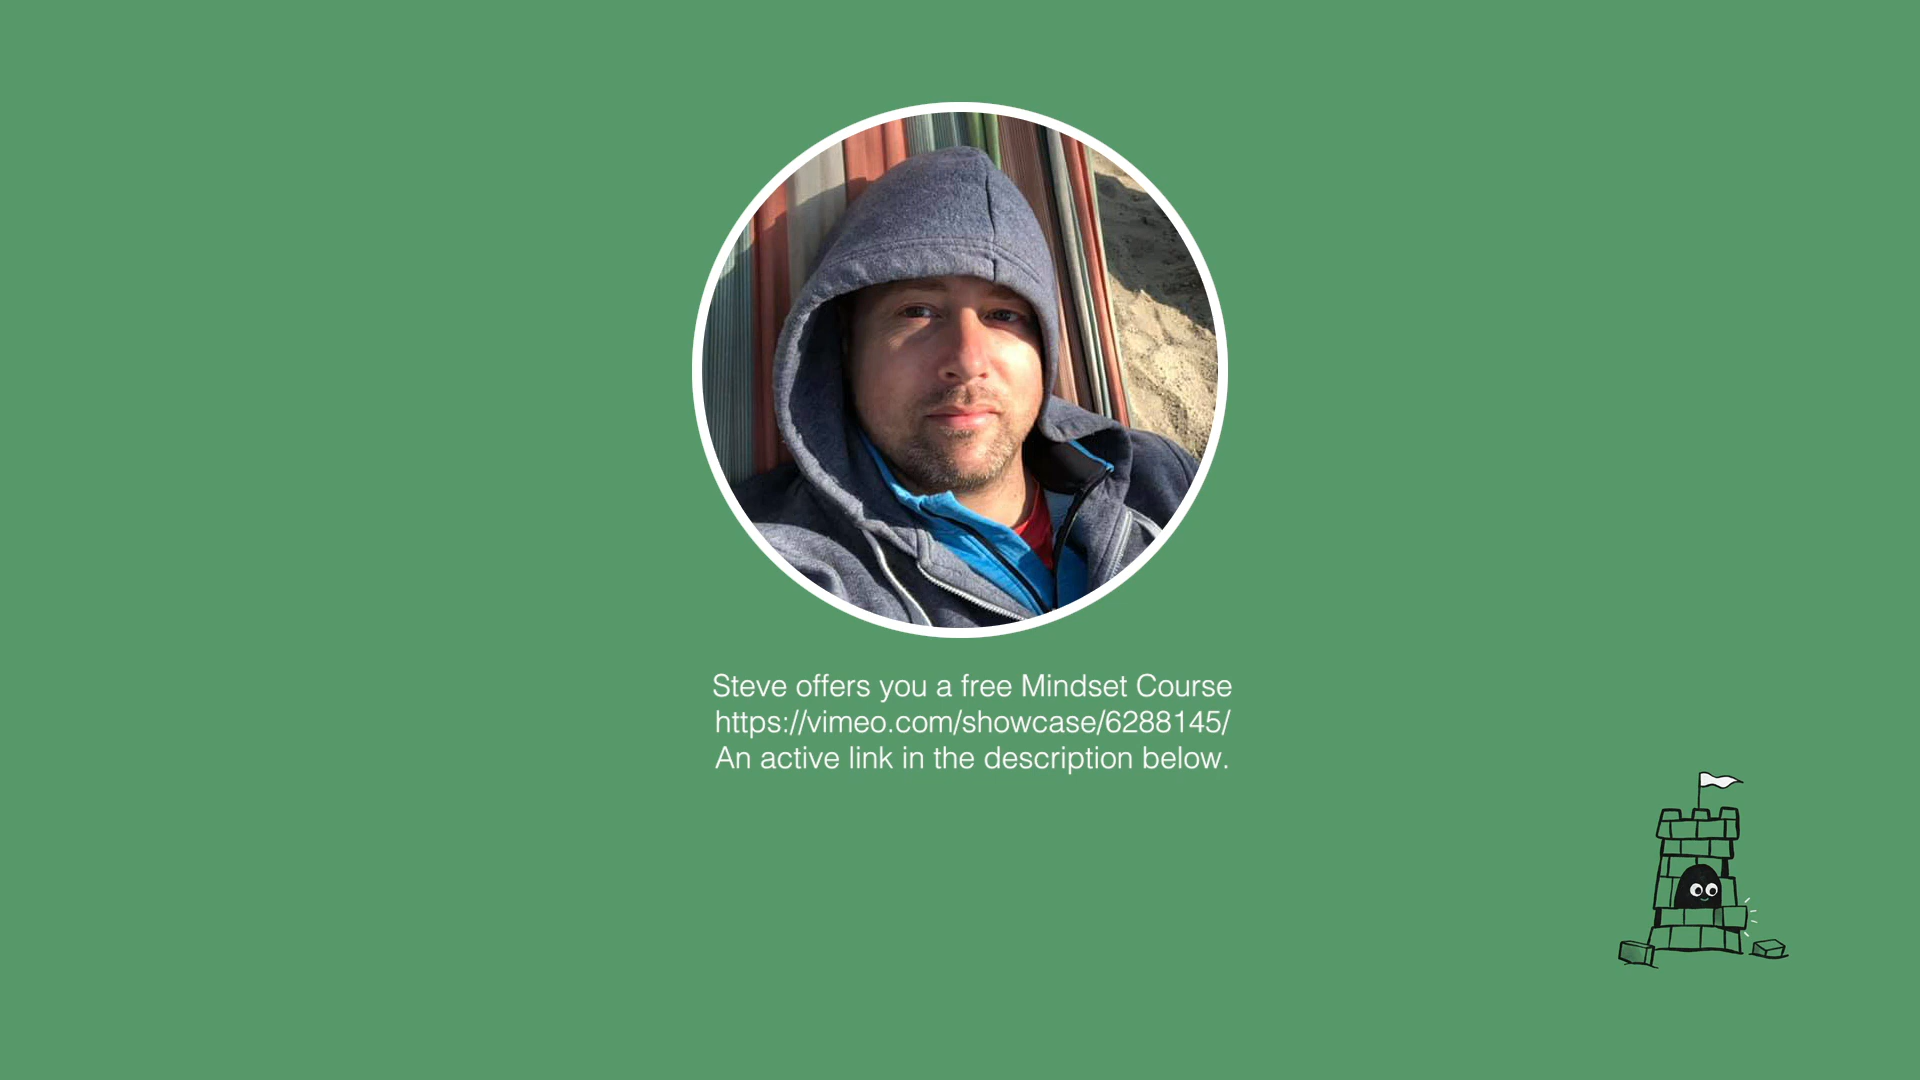 Steve offers you a free Mindset Course
https://vimeo.com/showcase/6288145/
An active link in the description below.